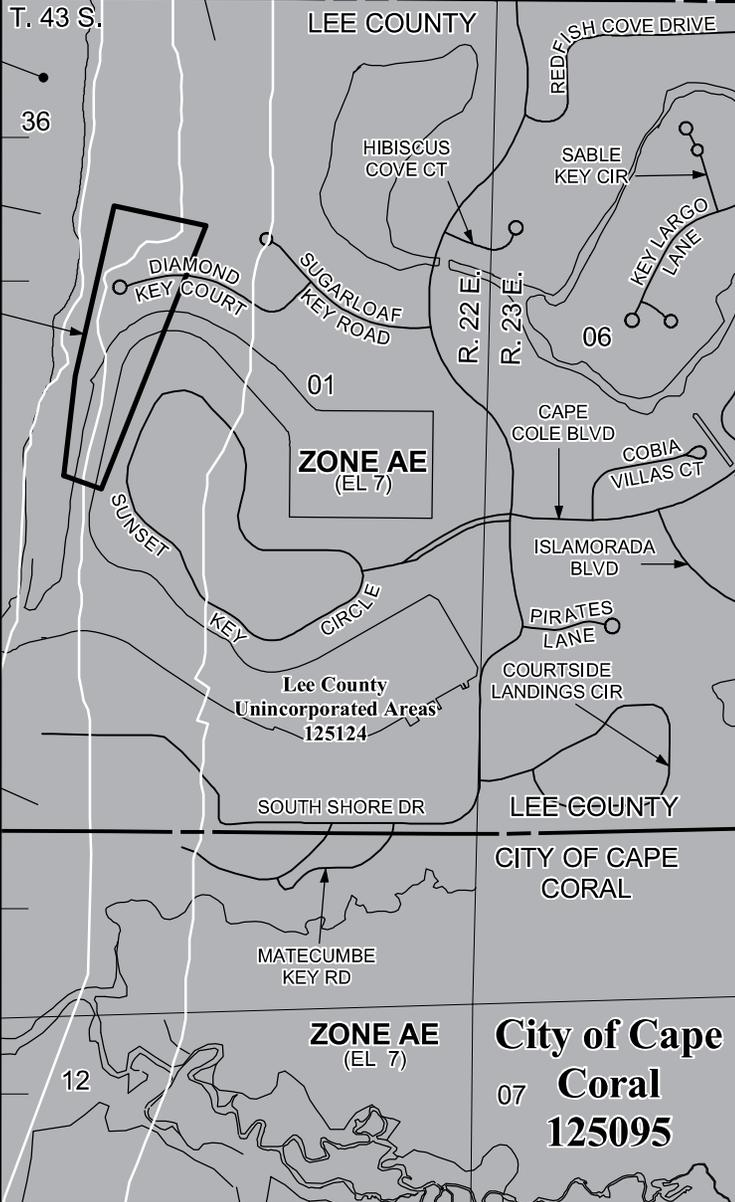 T. 43 S.
LEE COUNTY
REDFISH COVE DRIVE
36
HIBISCUS
COVE CT
SABLE
KEY CIR
KEY LARGO
LANE
DIAMOND
KEY COURT
SUGARLOAF
KEY ROAD
R. 22 E.
R. 23 E.
06
01
CAPE
COLE BLVD
ZONE AE
(EL 7)
COBIA
VILLAS CT
SUNSET KEY CIRCLE
ISLAMORADA
BLVD
PIRATES
LANE
COURTSIDE
LANDINGS CIR
Lee County
Unincorporated Areas
125124
SOUTH SHORE DR
LEE COUNTY
CITY OF CAPE
CORAL
MATECUMBE
KEY RD
ZONE AE
(EL 7)
City of Cape
Coral
125095
12
07